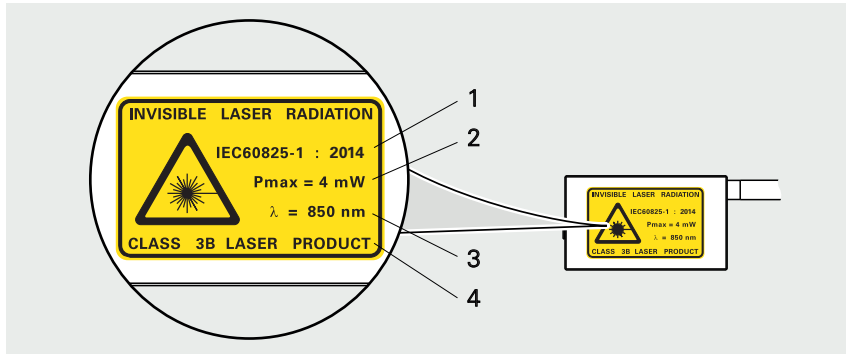 INVISIBLE LASER RADIATION
IEC60825-1 : 2014
Pmax = 4 mW
λ = 850 nm
CLASS 3B LASER PRODUCT
1
2
3
4
INVISIBLE LASER RADIATION
IEC60825-1 : 2014
Pmax = 4 mW
λ = 850 nm
CLASS 3B LASER PRODUCT